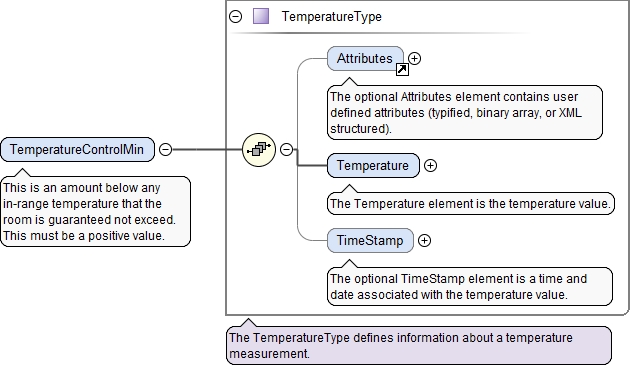 TemperatureType
Attributes
The optional Attributes element contains user
defined attributes (typified, binary array, or XML
structured).
TemperatureControlMin
This is an amount below any
in-range temperature that the
room is guaranteed not exceed.
This must be a positive value.
Temperature
The Temperature element is the temperature value.
TimeStamp
The optional TimeStamp element is a time and
date associated with the temperature value.
The TemperatureType defines information about a temperature
measurement.